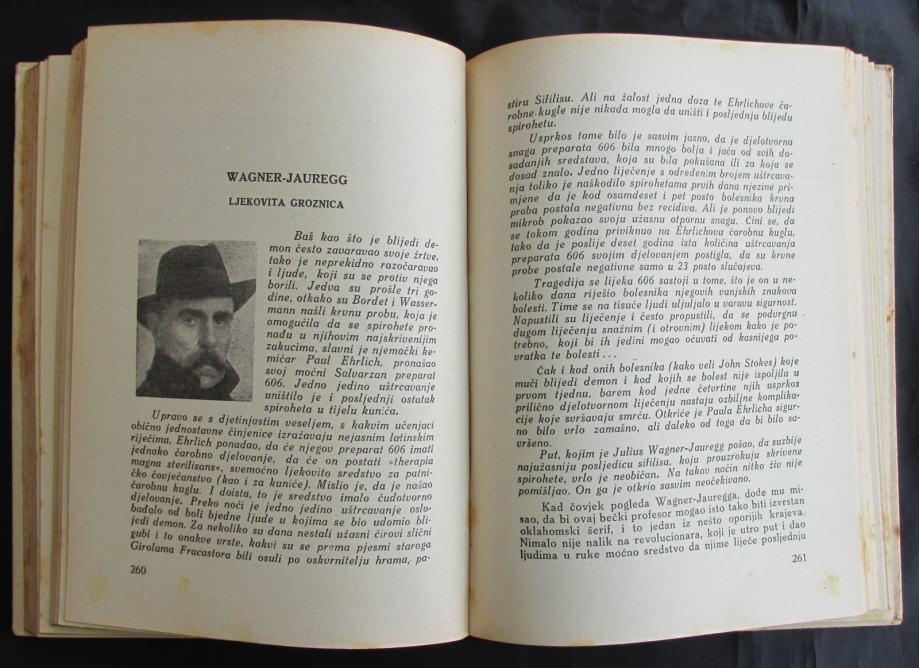 WAGNER-JAUREGG
LJEKOVITA GROZNICA
Baš kao što je blijedi de-
mon često zavaravao svoje žrtve,
tako je neprekidno razočaravao
i ljude, koji su se protiv njega
borili. Jedva su prošle tri go-
dine, otkako su Bordet i Wasser-
mann našli krvnu probu, koja je
omogućila da se spirohete pro-
nađu u njihovim najskrivenijim
zakucima, slavni je njemački ke-
mičar Paul Ehrlich, pronašao
svoj moćni Salvarzan preparat
606. Jedno jedino uštrcavanje
uništilo je i posljednji ostatak
spiroheta u tijelu kunića.
Upravo se s djetinjastim veseljem, s kakvim učenjaci
obično jednostavne činjenice izražavaju nejasnim latinskim
riječima, Ehrlich ponadao, da će njegov preparat 606 imati
jednako čarobno djelovanje, da će on postati »therapia
magna sterilisans«, svemoćno ljekovito sredstvo za patni-
čko čovječanstvo (kao i za kuniće). Mislio je, da je našao
čarobnu kuglu. I doista, to je sredstvo imalo čudotvorno
djelovanje. Preko noći je jedno jedino uštrcavanje oslo-
bađalo od boli bjedne ljude u kojima se bio udomio bli-
jedi demon. Za nekoliko su dana nestali užasni čirovi slični
gubi i to onakve vrste, kakvi su se prema pjesmi staroga
Girolama Fracastora bili osuli po oskvrnitelju hrama, pa-
260
stiru Sifilisu. Ali na žalost jedna doza te Ehrlichove ča-
robne kugle nije nikada mogla da uništi i posljednju blijedu
spirohetu.
Usprkos tome bilo je sasvim jasno, da je djelotvorna
snaga preparata 606 bila mnogo bolja i jača od svih do-
sadanjih sredstava, koja su bila pokušana ili za koja se
dosad znalo. Jedno liječenje s određenim brojem uštrcava-
nja toliko je naškodilo spirohetama prvih dana njezine pri-
mjene da je kod osamdeset i pet posto bolesnika krvna
proba postala negativna bez recidiva. Ali je ponovo blijedi
mikrob pokazao svoju užasnu otpornu snagu. Čini se, da
se tokom godina priviknuo na Ehrlichovu čarobnu kuglu,
tako da je poslije deset godina ista količina uštrcavanja
preparata 606 svojim djelovanjem postigla, da su krvne
probe postale negativne samo u 23 posto slučajeva.
Tragedija se lijeka 606 sastoji u tome, što je on u ne-
koliko dana riješio bolesnika njegovih vanjskih znakova
bolesti. Time se na tisuće ljudi uljuljalo u varavu sigurnost.
Napustili su liječenje i često propustili, da se podvrgnu
dugom liječenju snažnim (i otrovnim) lijekom kako je po-
trebno, koji bi ih jedini mogao očuvati od kasnijega po-
vratka te bolesti...
Čak i kod onih bolesnika (kako veli John Stokes) koje
muči blijedi demon i kod kojih se bolest nije ispoljila u
prvom tjednu, barem kod jedne četvrtine njih usprkos
prilično djelotvornom liječenju nastaju ozbiljne komplika-
cije koje svršavaju smrću. Otkriće je Paula Ehrlicha sigur-
no bilo vrlo zamašno, ali daleko od toga da bi bilo sa-
vršeno.
Put, kojim je Julius Wagner-Jauregg pošao, da suzbije
najužasniju posljedicu sifilisa, koju prouzrokuju skrivene
spirohete, vrlo je neobičan. Na takav način nitko živ nije
pomišljao. On ga je otkrio sasvim neočekivano.
Kad čovjek pogleda Wagner-Jauregga, dođe mu mi-
sao, da bi ovaj bečki profesor mogao isto tako biti izvrstan
oklahomski šerif, i to jedan iz nešto oporijih krajeva.
Nimalo nije nalik na revolucionara, koji je utro put i dao
ljudima u ruke moćno sredstvo da njime liječe posljednju
261